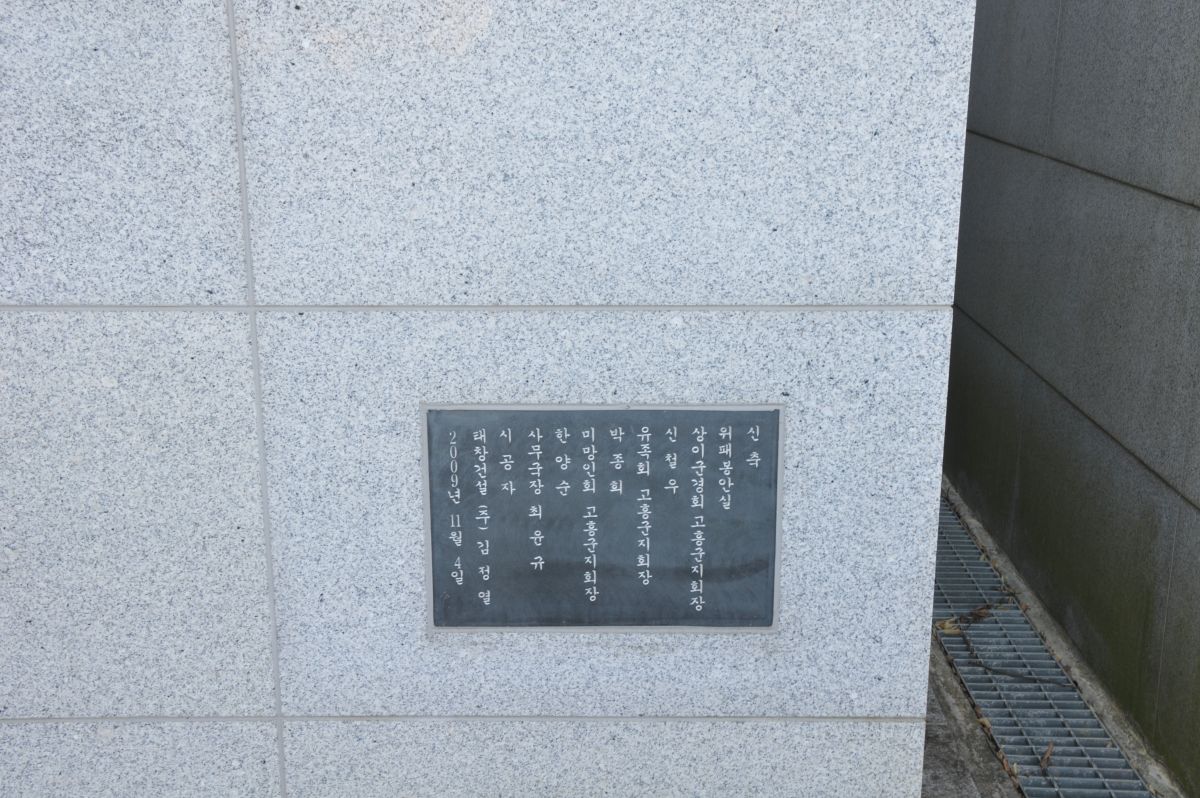 신축
위패봉안실
상이군경회 고흥군지회장
신철우
유족회 고흥군지회장
박종희
미망인회 고흥군지회장
한양순
사무국장 최윤규
시공자
태창건설(주) 김정열
2009년 11월 4일